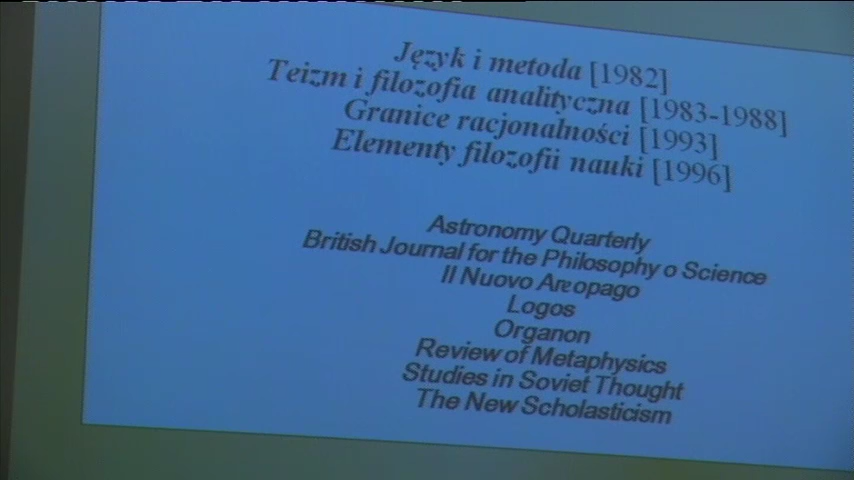 Język i metoda [1982]
Teizm i filozofia analityczna [1983-1988]
Granice racjonalności [1993]
Elementy filozofii nauki [1996]
Astronomy Quarterly
British Journal for the Philosophy o Science
Il Nuovo Areopago
Logos
Organon
Review of Metaphysics
Studies in Soviet Thought
The New Scholasticism